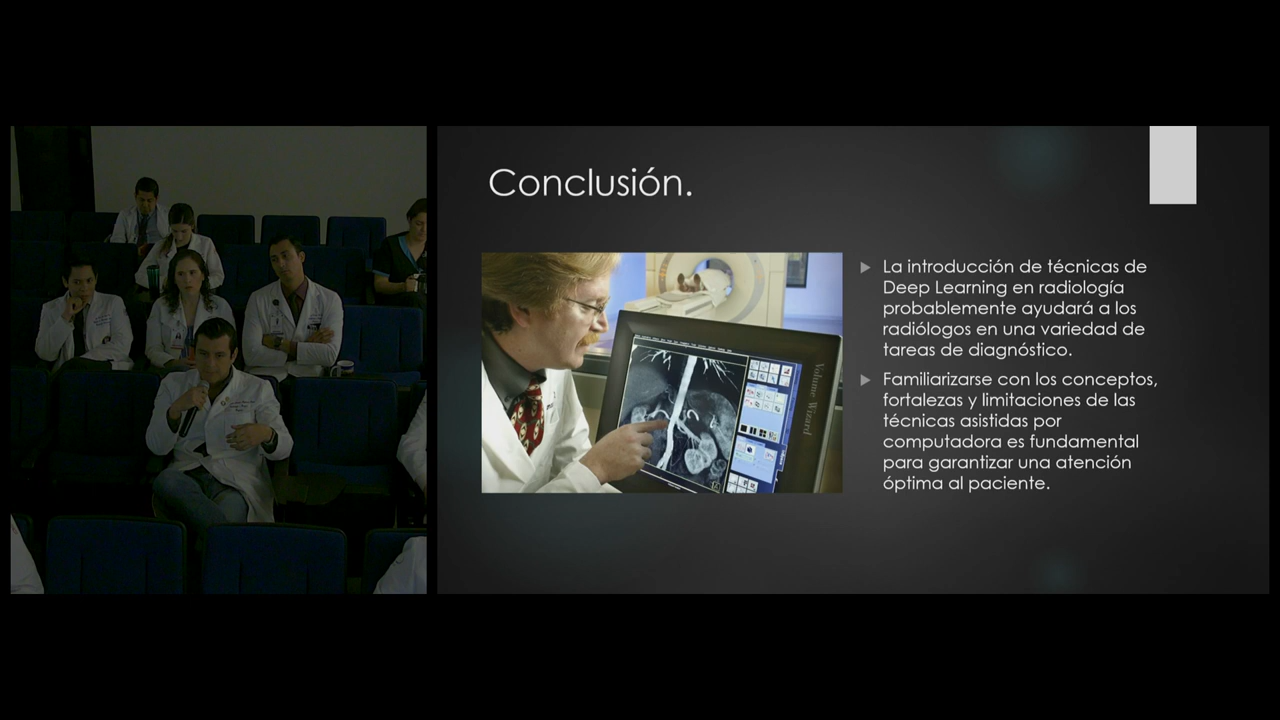 Conclusión.
La introducción de técnicas de
Deep Learning en radiología
probablemente ayudará a los
radiólogos en una variedad de
tareas de diagnóstico.
Familiarizarse con los conceptos,
fortalezas y limitaciones de las
técnicas asistidas por
computadora es fundamental
para garantizar una atención
óptima al paciente.
Volume Wizard